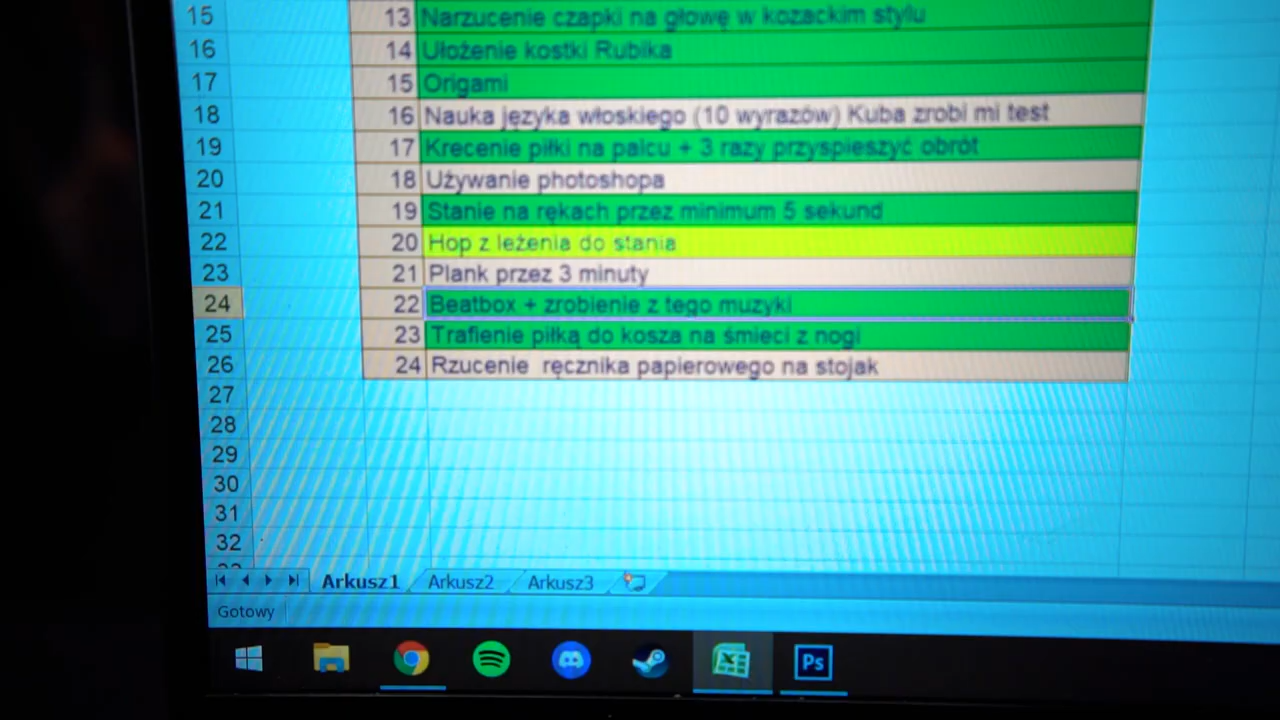 15 13 Narzucenie czapki na głowę w kozackim stylu
16 14 Ułożenie kostki Rubika
17 15 Origami
18 16 Nauka języka włoskiego (10 wyrazów) Kuba zrobi mi test
19 17 Krecenie piłki na palcu + 3 razy przyspieszyć obrót
20 18 Używanie photoshopa
21 19 Stanie na rękach przez minimum 5 sekund
22 20 Hop z leżenia do stania
23 21 Plank przez 3 minuty
24 22 Beatbox + zrobienie z tego muzyki
25 23 Trafienie piłką do kosza na śmieci z nogi
26 24 Rzucenie ręcznika papierowego na stojak
27
28
29
30
31
32
33
Arkusz1 Arkusz2 Arkusz3
Gotowy
Ps